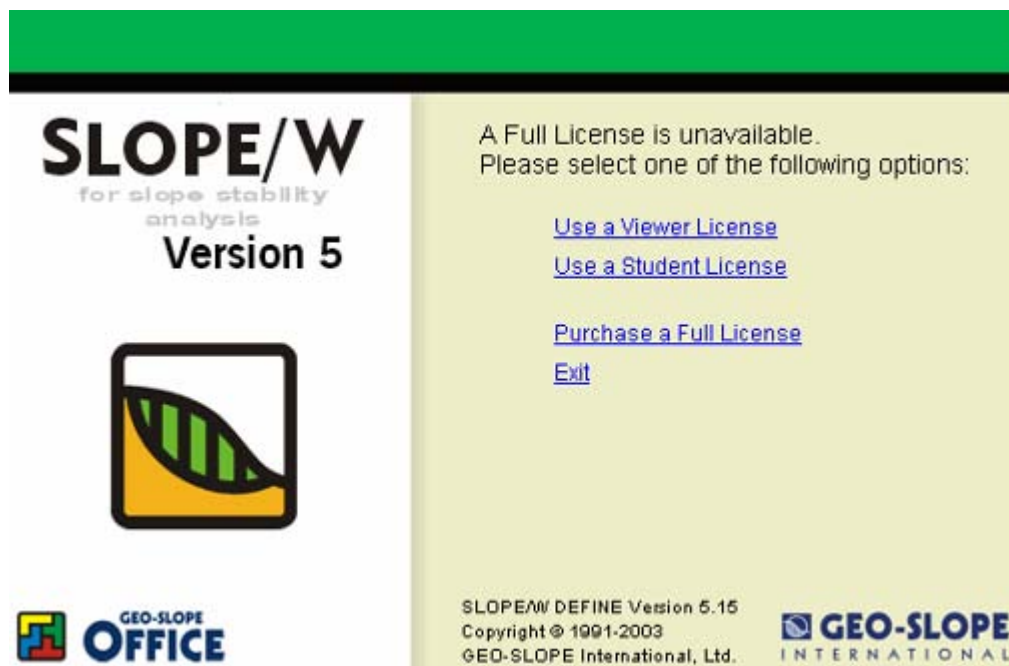 SLOPE/W
for slope stability
analysis
Version 5
A Full License is unavailable.
Please select one of the following options:
Use a Viewer License
Use a Student License
Purchase a Full License
Exit
GEO-SLOPE
OFFICE
SLOPE/W DEFINE Version 5.15
Copyright © 1991-2003
GEO-SLOPE International, Ltd.
GEO-SLOPE
INTERNATIONAL